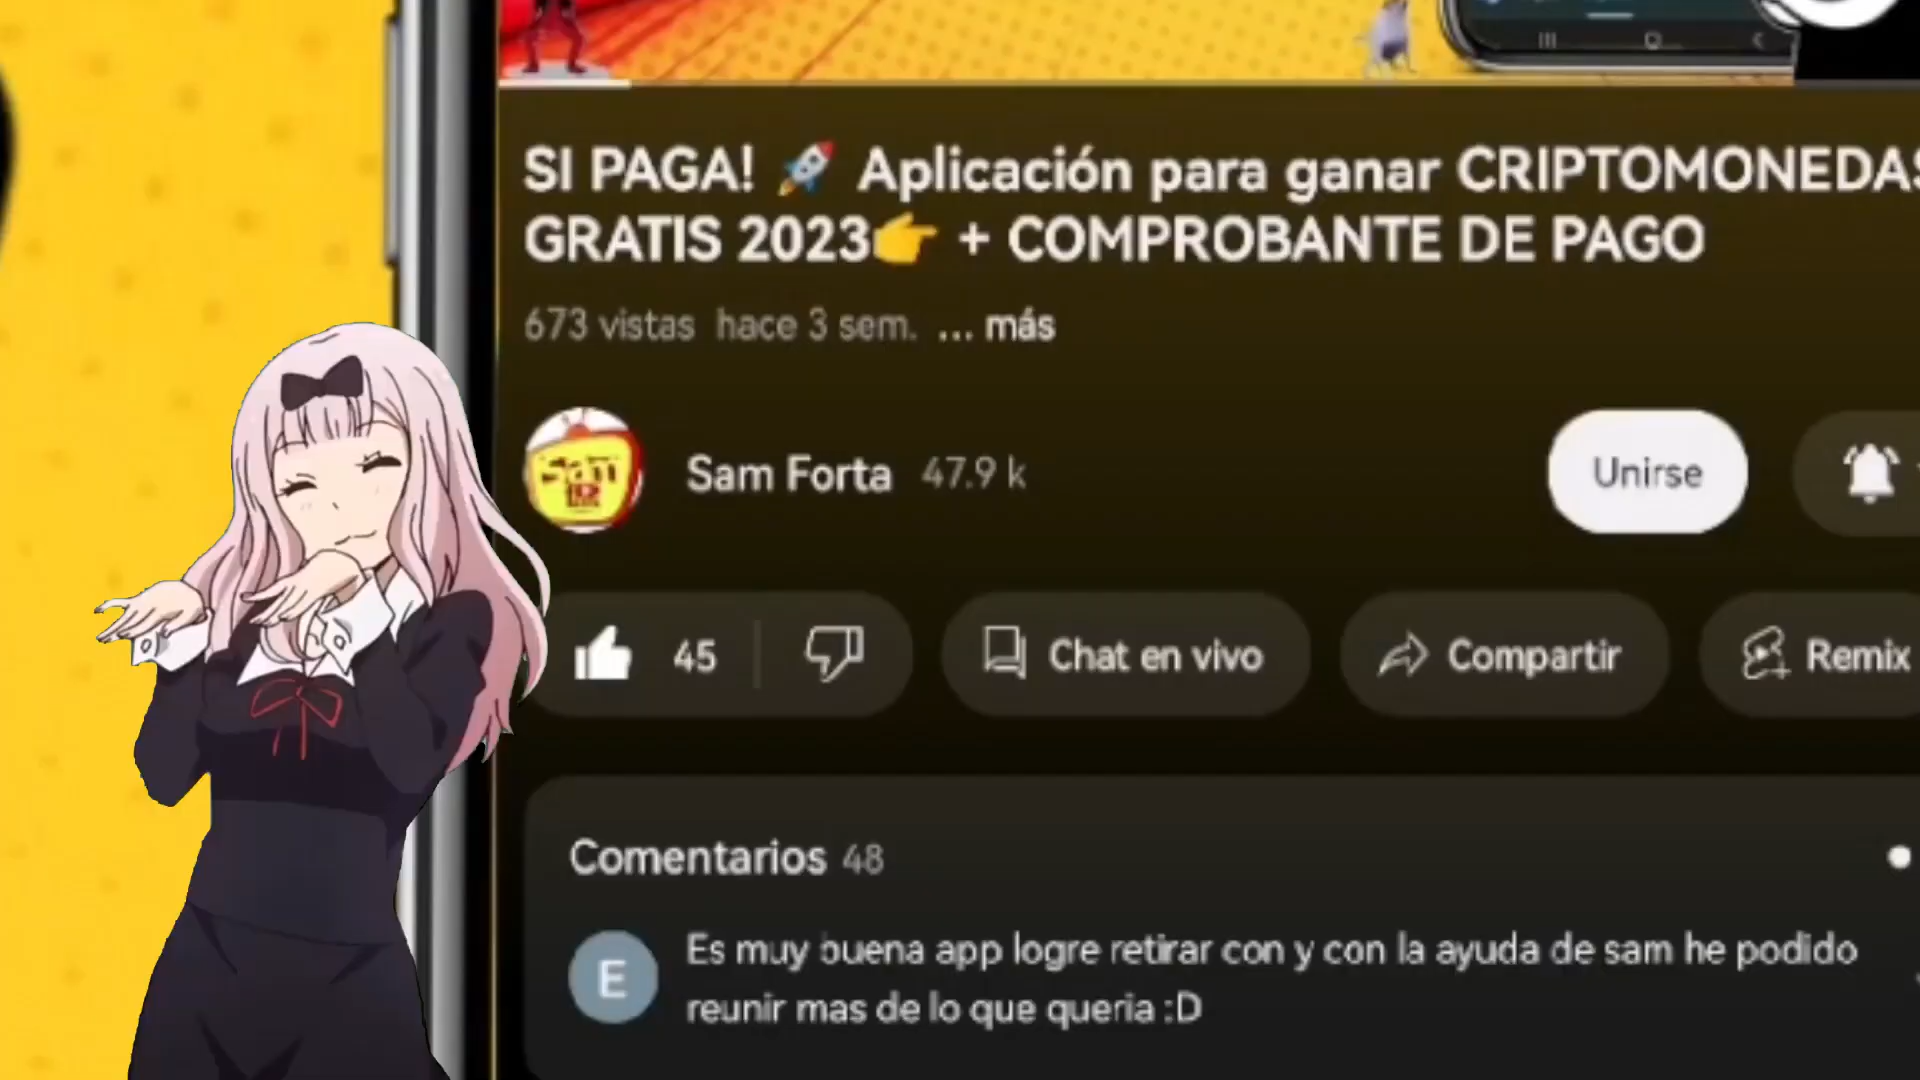 SI PAGA! 🚀 Aplicación para ganar CRIPTOMONEDAS
GRATIS 2023👉 + COMPROBANTE DE PAGO
673 vistas hace 3 sem. ... más
Sam Forta 47.9 k
Unirse
45
Chat en vivo
Compartir
Remix
Comentarios 48
E
Es muy buena app logre retirar con y con la ayuda de sam he podido
reunir mas de lo que queria :D